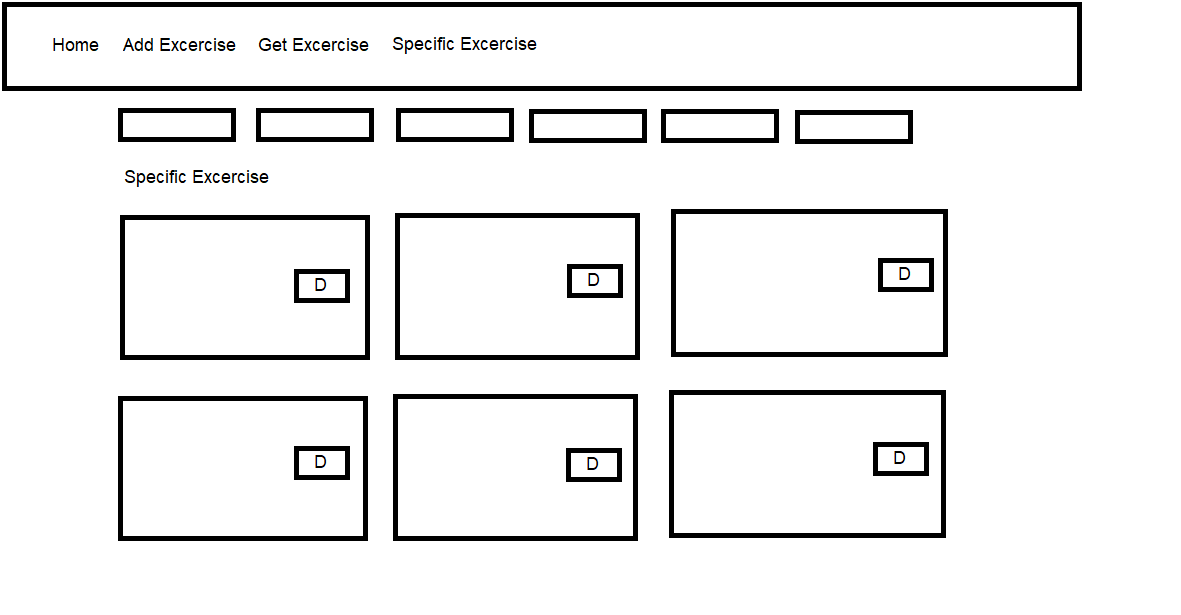 Home Add Excercise Get Excercise Specific Excercise
Specific Excercise
D D D
D D D